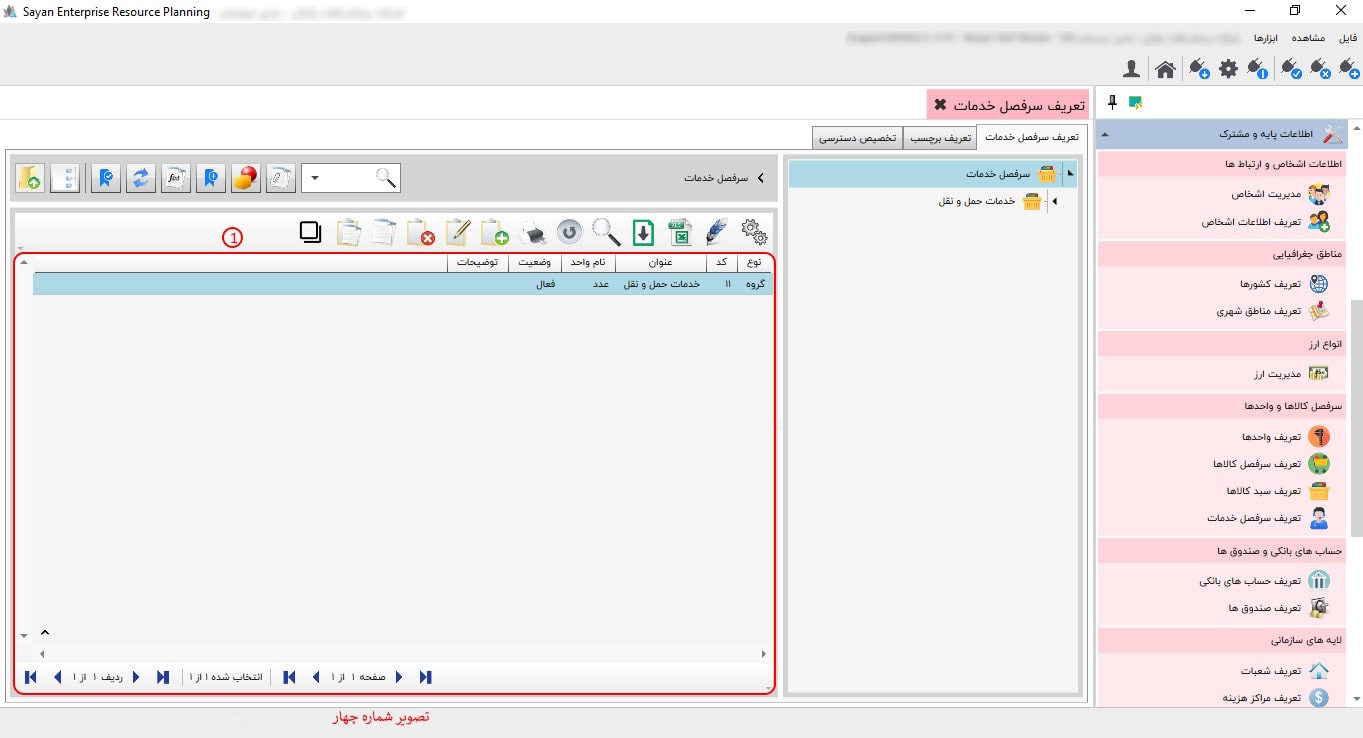 Sayan Enterprise Resource Planning
فایل
مشاهده
ابزارها
تعریف سرفصل خدمات
تعریف سرفصل خدمات
تعریف برچسب
تخصیص دسترسی
سرفصل خدمات
خدمات حمل و نقل
سرفصل خدمات
1
نوع
کد
عنوان
نام واحد
وضعیت
توضیحات
گروه
۱۱
خدمات حمل و نقل
عدد
فعال
صفحه ۱ از ۱
انتخاب شده ۱ از ۱
ردیف ۱ از ۱
تصویر شماره چهار
اطلاعات پایه و مشترک
اطلاعات اشخاص و ارتباط ها
مدیریت اشخاص
تعریف اطلاعات اشخاص
مناطق جغرافیایی
تعریف کشورها
تعریف مناطق شهری
انواع ارز
مدیریت ارز
سرفصل کالاها و واحدها
تعریف واحدها
تعریف سرفصل کالاها
تعریف سبد کالاها
تعریف سرفصل خدمات
حساب های بانکی و صندوق ها
تعریف حساب های بانکی
تعریف صندوق ها
لایه های سازمانی
تعریف شعبات
تعریف مراکز هزینه